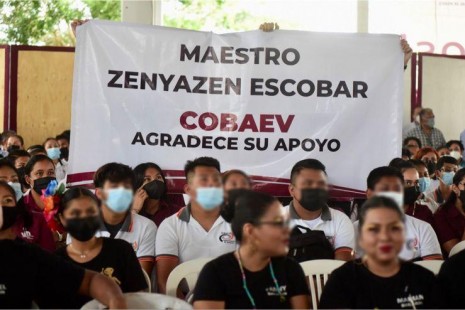 MAESTRO
ZENYAZEN ESCOBAR
COBAEV
AGRADECE SU APOYO